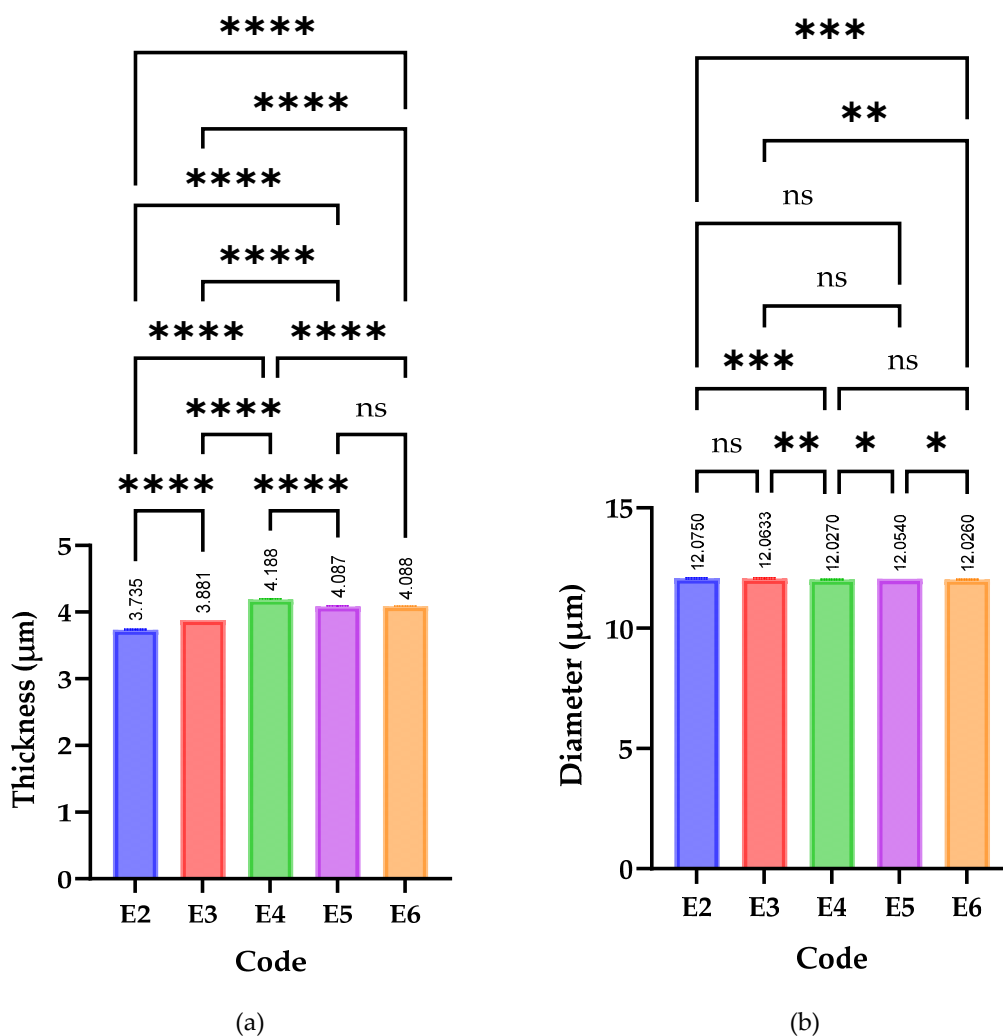 ****
****
****
****
**** ****
**** ns
**** ****
5
4
3
2
1
0
3.735
3.881
4.188
4.087
4.088
Thickness (µm)
E2 E3 E4 E5 E6
Code
(a)
***
**
ns
ns
*** ns
ns ** * *
15
10
5
0
12.0750
12.0633
12.0270
12.0540
12.0260
Diameter (µm)
E2 E3 E4 E5 E6
Code
(b)